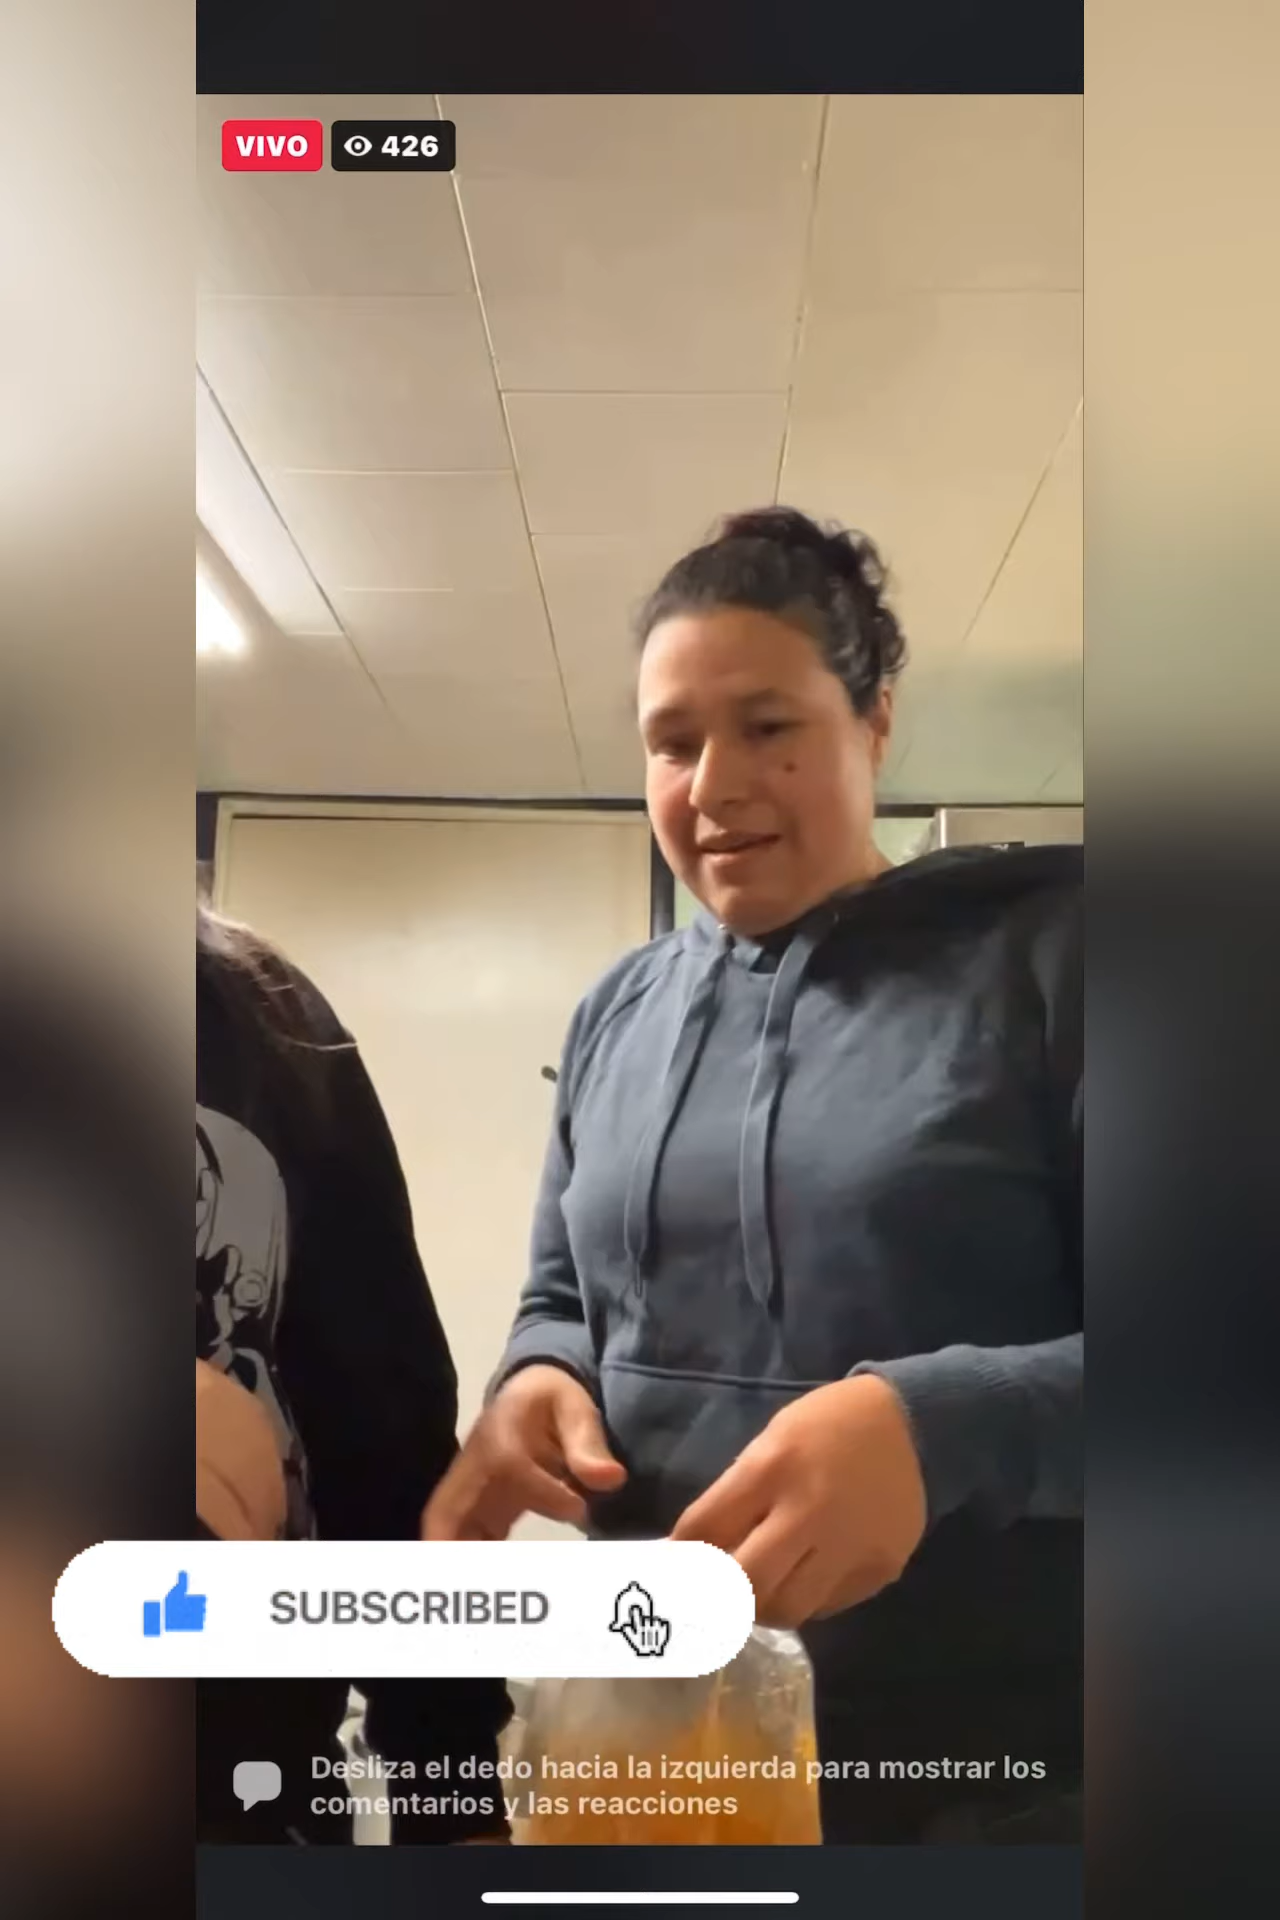 VIVO 426
SUBSCRIBED
Desliza el dedo hacia la izquierda para mostrar los
comentarios y las reacciones